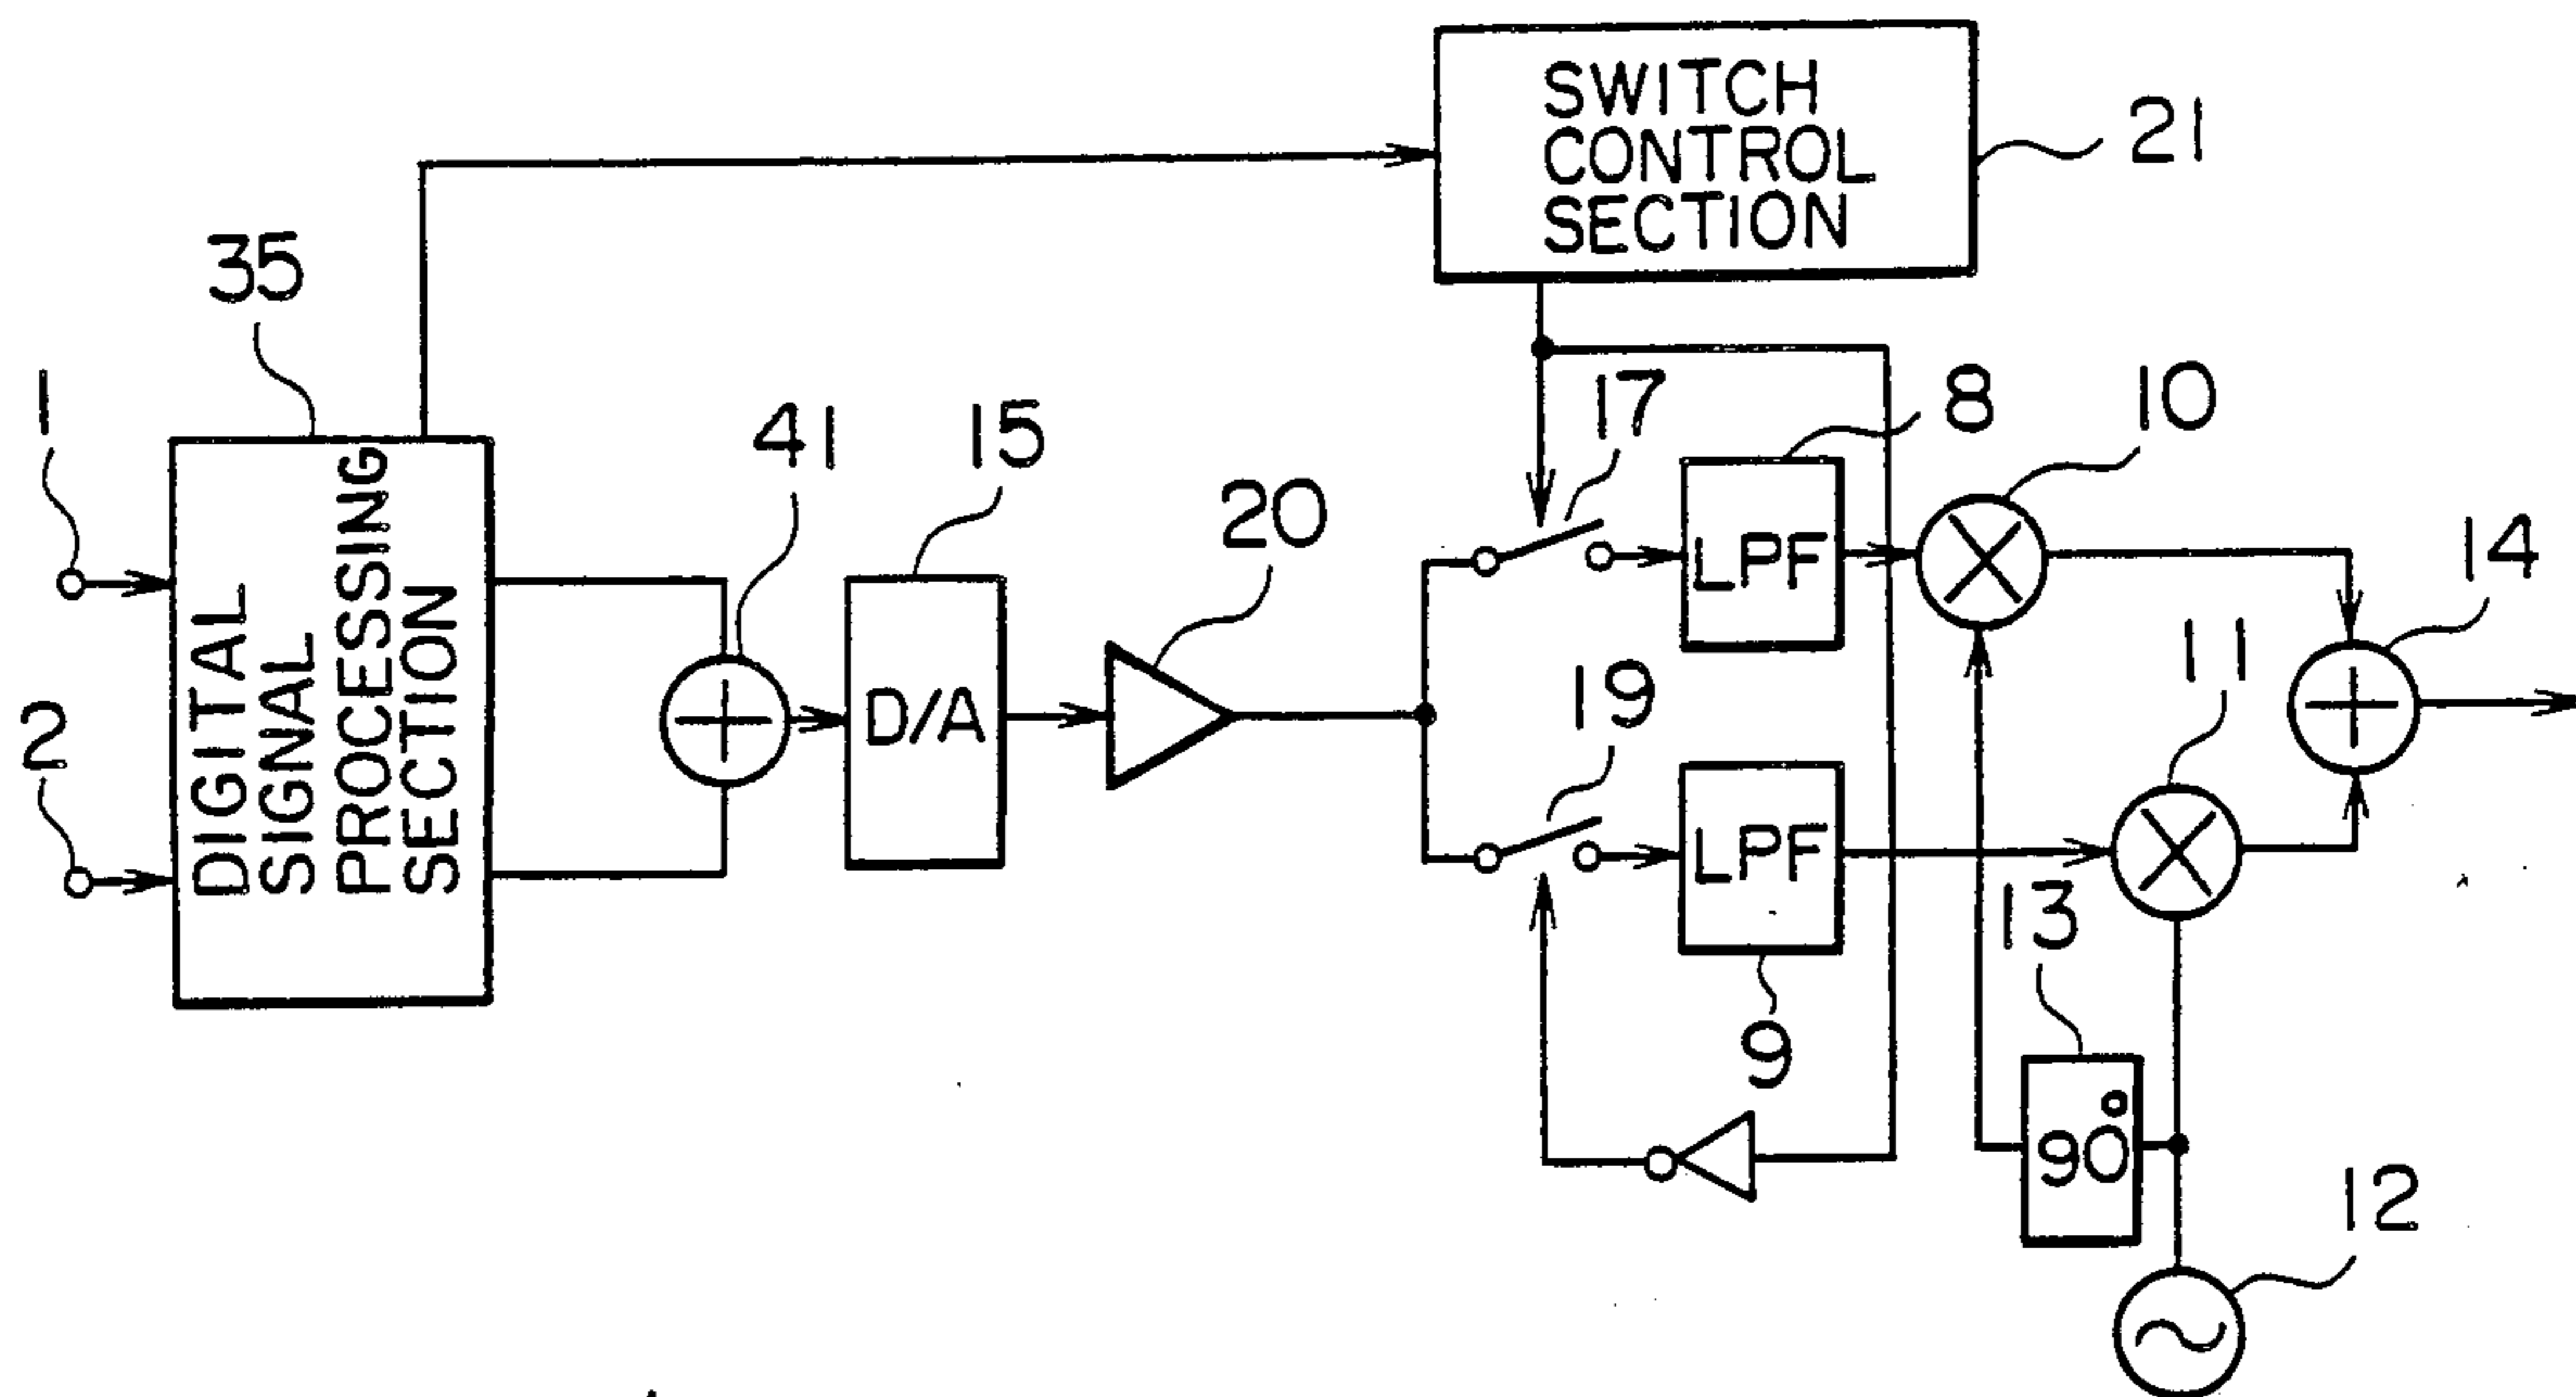 SWITCH
CONTROL
SECTION
21
35
1
2
DIGITAL
SIGNAL
PROCESSING
SECTION
41
15
D/A
20
17
8
LPF
10
14
19
LPF
9
11
13
90°
12